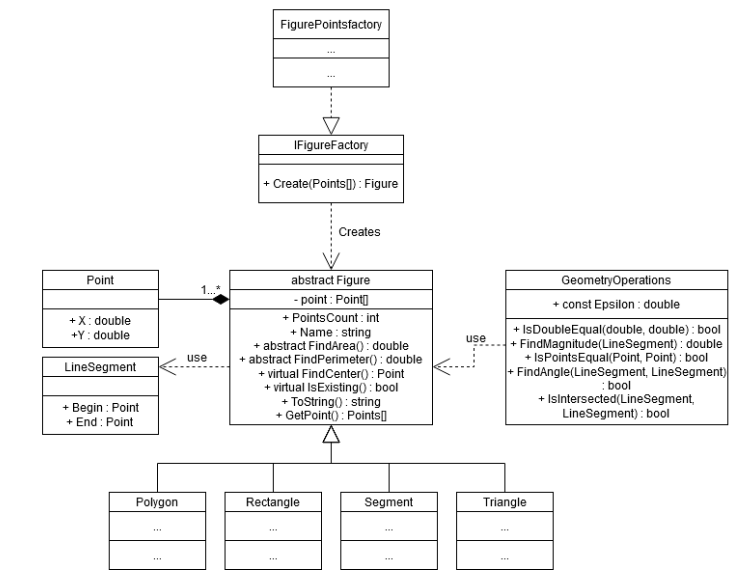 FigurePointsfactory
...
...
IFigureFactory
+ Create(Points[]) : Figure
Creates
Point
+ X : double
+Y : double
1...*
abstract Figure
- point : Point[]
+ PointsCount : int
+ Name : string
+ abstract FindArea() : double
+ abstract FindPerimeter() : double
+ virtual FindCenter() : Point
+ virtual IsExisting() : bool
+ ToString() : string
+ GetPoint() : Points[]
GeometryOperations
+ const Epsilon : double
+ IsDoubleEqual(double, double) : bool
+ FindMagnitude(LineSegment) : double
+ IsPointsEqual(Point, Point) : bool
+ FindAngle(LineSegment, LineSegment)
: bool
+ IsIntersected(LineSegment,
LineSegment) : bool
use
LineSegment
+ Begin : Point
+ End : Point
use
Polygon
...
...
Rectangle
...
...
Segment
...
...
Triangle
...
...